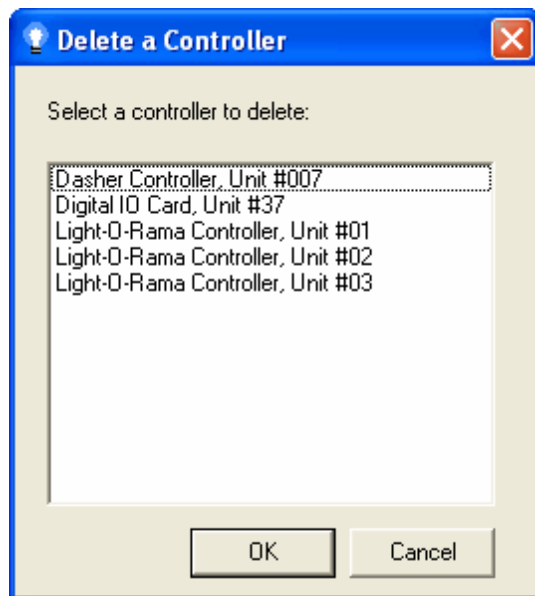 Delete a Controller
Select a controller to delete:
Dasher Controller, Unit #007
Digital IO Card, Unit #37
Light-O-Rama Controller, Unit #01
Light-O-Rama Controller, Unit #02
Light-O-Rama Controller, Unit #03
OK Cancel